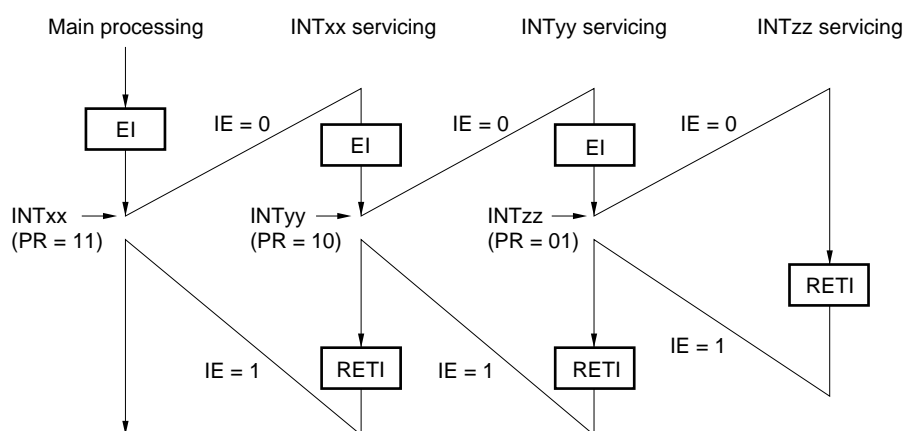 Main processing INTxx servicing INTyy servicing INTzz servicing
EI IE = 0 EI IE = 0 EI IE = 0
INTxx INTyy INTzz
(PR = 11) (PR = 10) (PR = 01)
RETI
IE = 1 RETI IE = 1 RETI IE = 1